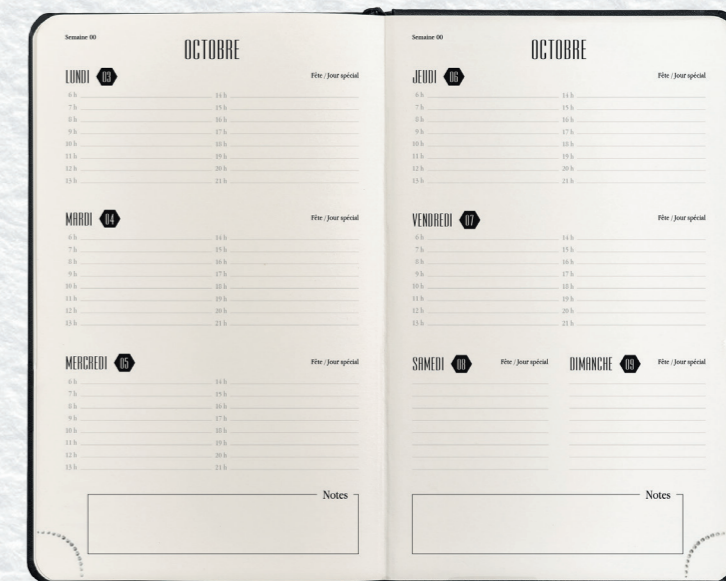 Semaine 00
OCTOBRE
LUNDI 03 Fête / Jour spécial
6 h 14 h
7 h 15 h
8 h 16 h
9 h 17 h
10 h 18 h
11 h 19 h
12 h 20 h
13 h 21 h
MARDI 04 Fête / Jour spécial
6 h 14 h
7 h 15 h
8 h 16 h
9 h 17 h
10 h 18 h
11 h 19 h
12 h 20 h
13 h 21 h
MERCREDI 05 Fête / Jour spécial
6 h 14 h
7 h 15 h
8 h 16 h
9 h 17 h
10 h 18 h
11 h 19 h
12 h 20 h
13 h 21 h
Notes
Semaine 00
OCTOBRE
JEUDI 06 Fête / Jour spécial
6 h 14 h
7 h 15 h
8 h 16 h
9 h 17 h
10 h 18 h
11 h 19 h
12 h 20 h
13 h 21 h
VENDREDI 07 Fête / Jour spécial
6 h 14 h
7 h 15 h
8 h 16 h
9 h 17 h
10 h 18 h
11 h 19 h
12 h 20 h
13 h 21 h
SAMEDI 08 Fête / Jour spécial
DIMANCHE 09 Fête / Jour spécial
Notes